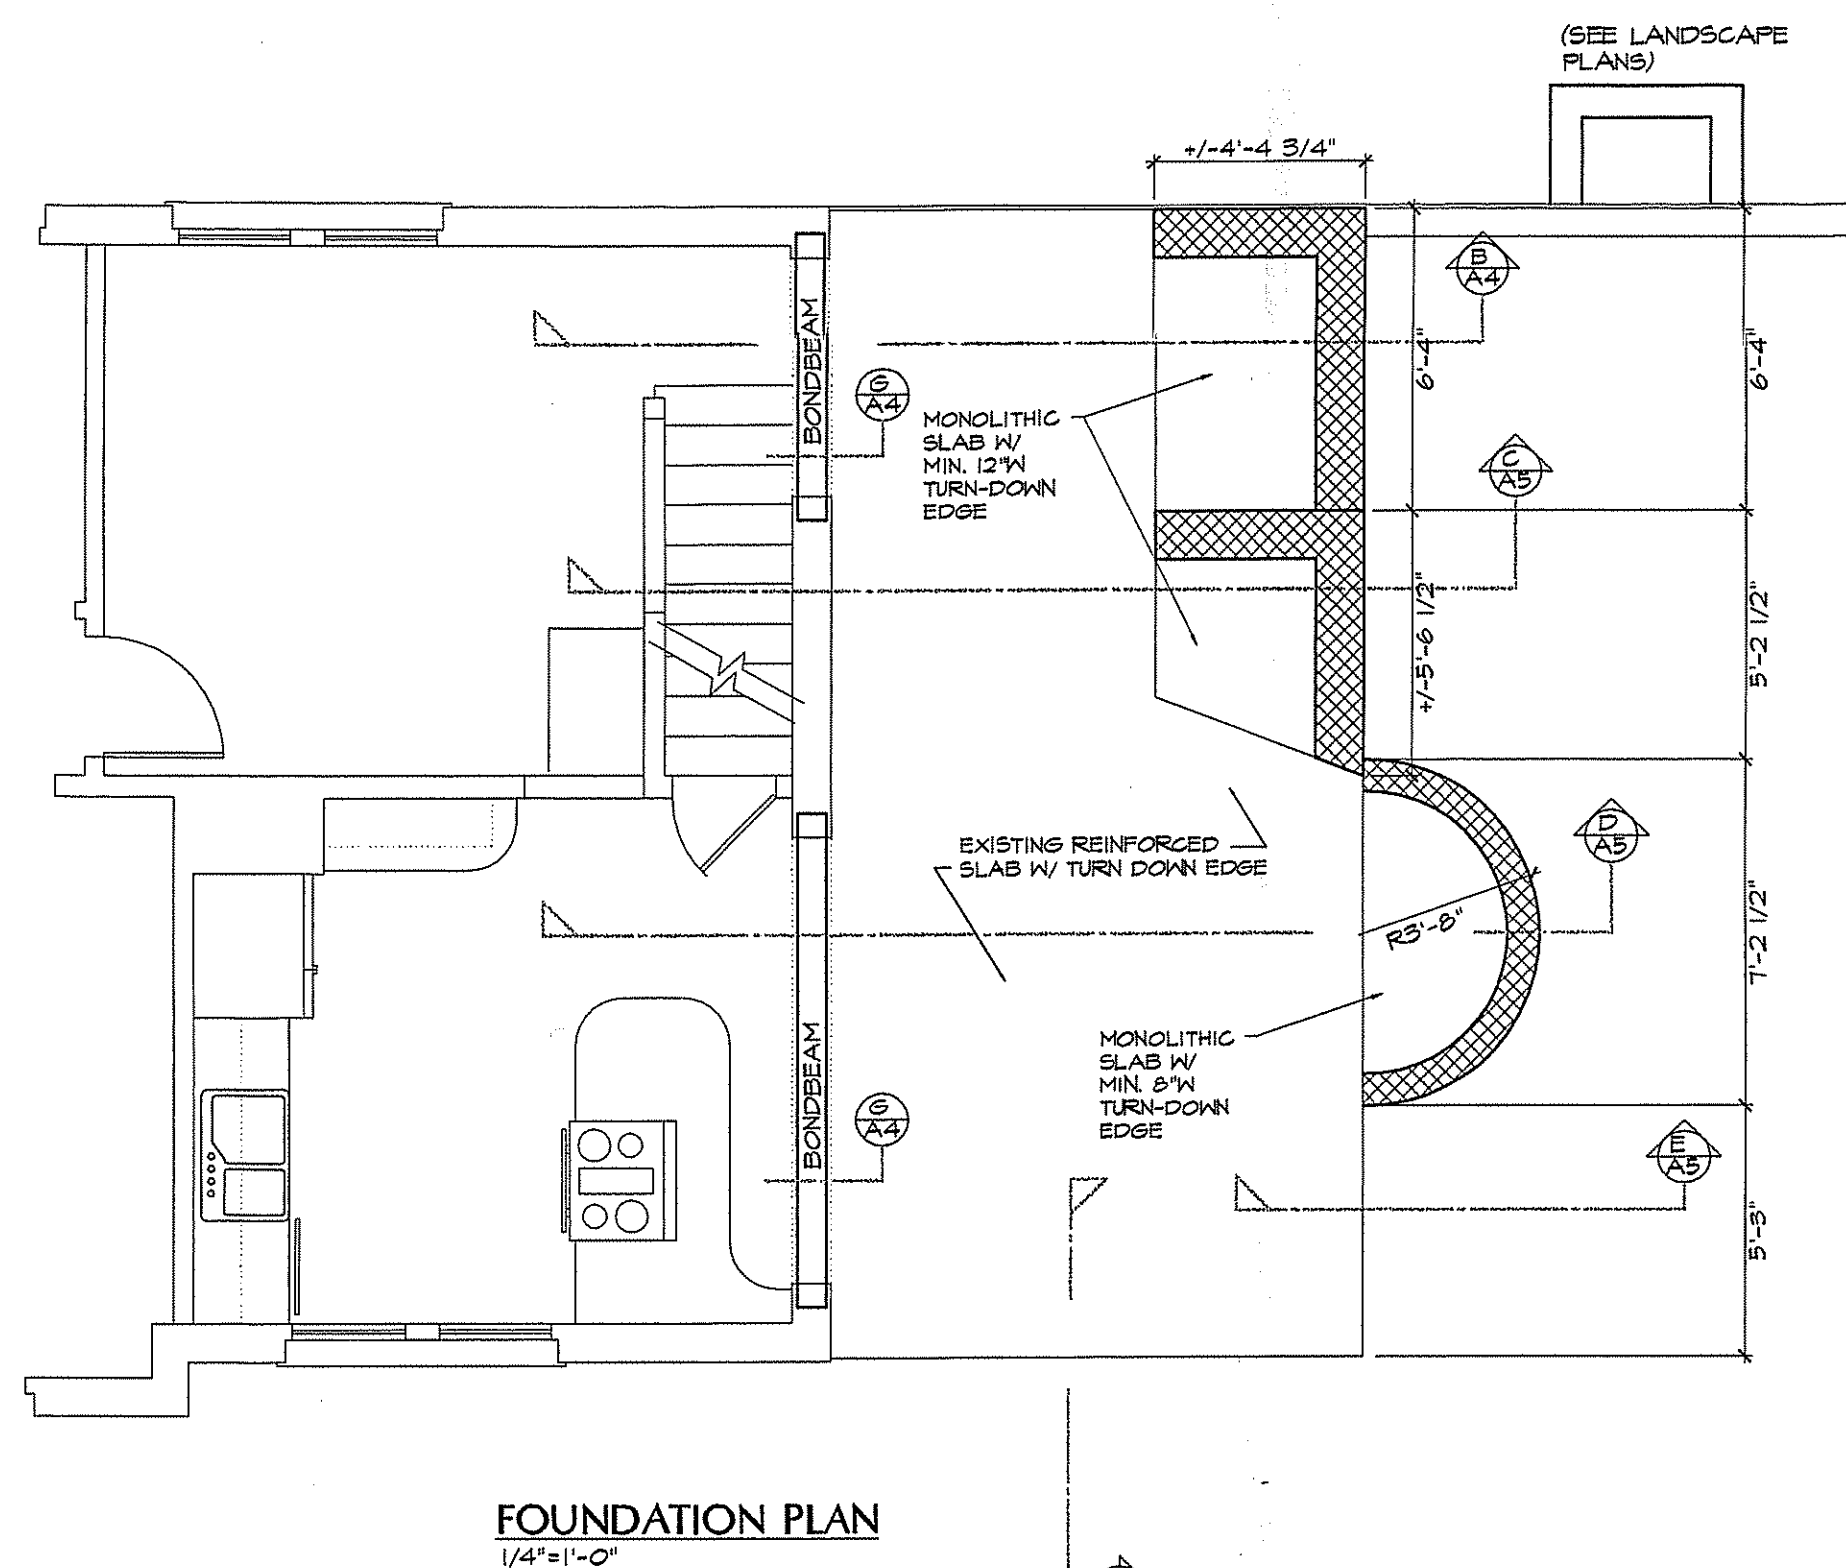 (SEE LANDSCAPE
PLANS)
+/-4'-4 3/4"
B
A4
6'-4"
6'-4"
BONDBEAM
G
A4
MONOLITHIC
SLAB W/
MIN. 12"W
TURN-DOWN
EDGE
C
A5
+/-5'-6 1/2"
5'-2 1/2"
EXISTING REINFORCED
SLAB W/ TURN DOWN EDGE
D
A5
R3'-8"
7'-2 1/2"
MONOLITHIC
SLAB W/
MIN. 8"W
TURN-DOWN
EDGE
BONDBEAM
G
A4
E
A5
5'-3"
FOUNDATION PLAN
1/4"=1'-0"